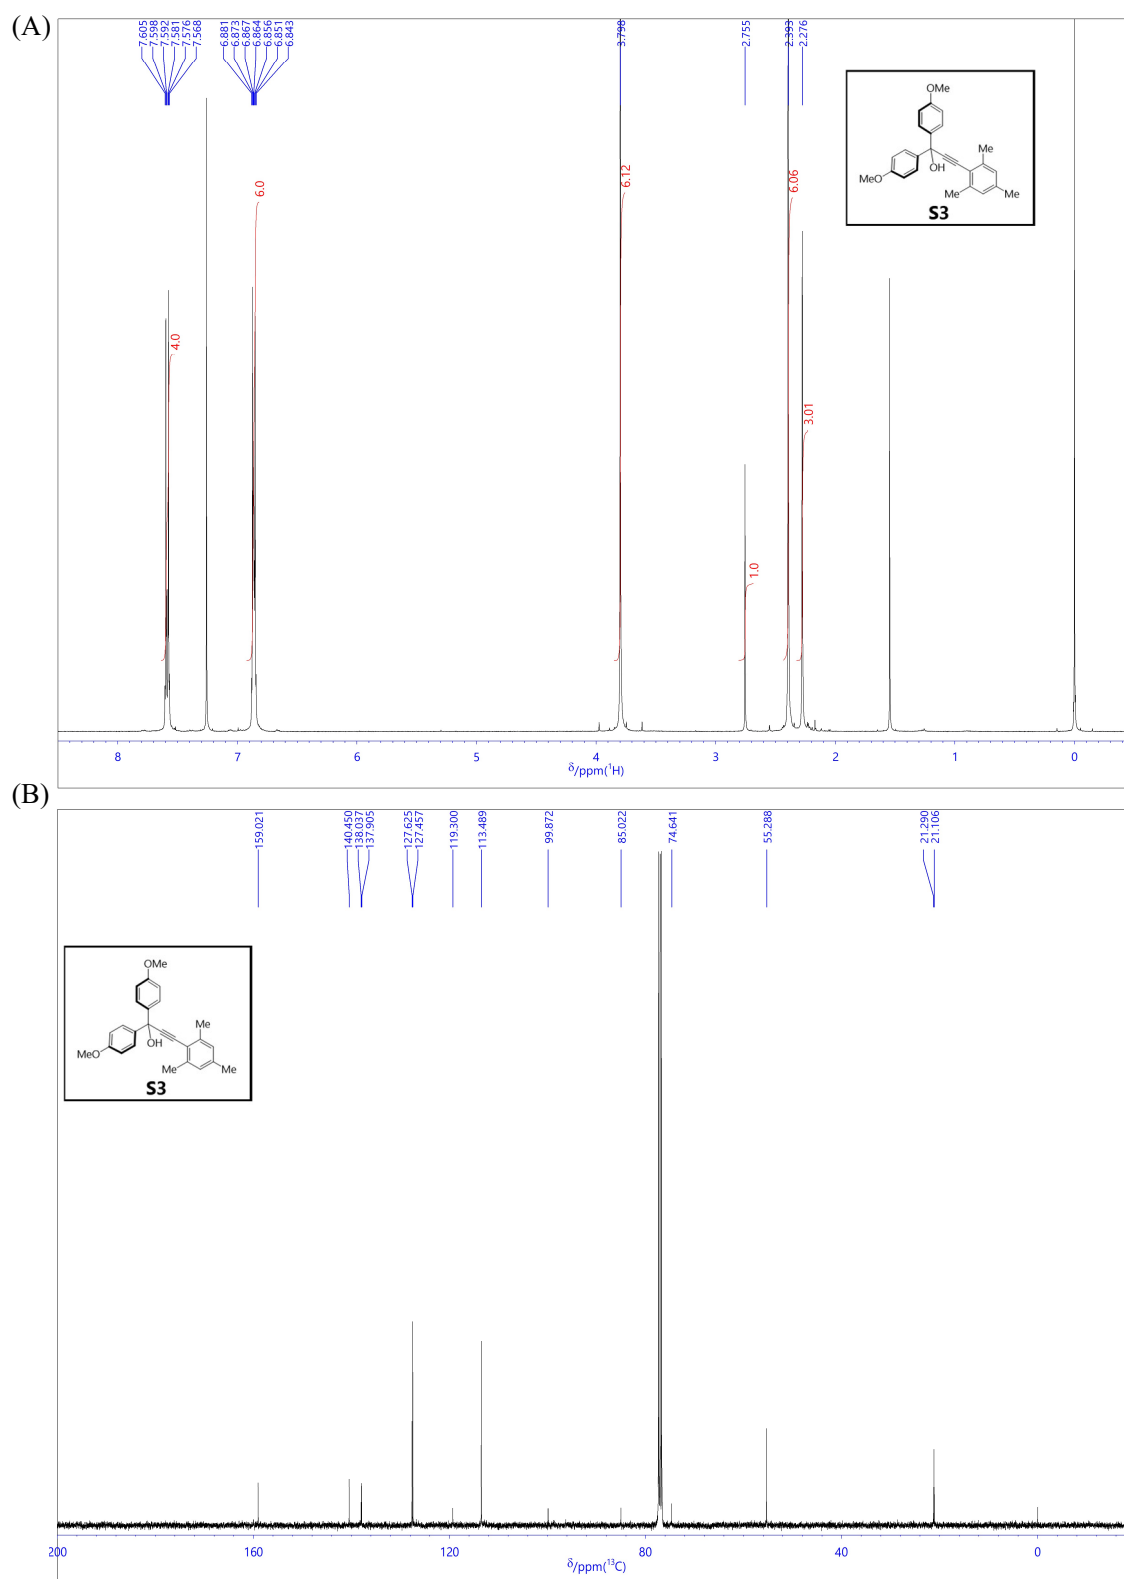 (A)
7.605
7.598
7.592
7.581
7.576
7.568
6.881
6.873
6.867
6.864
6.856
6.851
6.843
3.798
2.755
2.393
2.276
OMe
Me
OH
MeO
Me
Me
S3
4.0
6.0
6.12
1.0
6.06
3.01
8 7 6 5 4 3 2 1 0
δ/ppm(¹H)
(B)
159.021
140.450
138.037
137.905
127.625
127.457
119.300
113.489
99.872
85.022
74.641
55.288
21.290
21.106
OMe
Me
OH
MeO
Me
Me
S3
200 160 120 80 40 0
δ/ppm(¹³C)